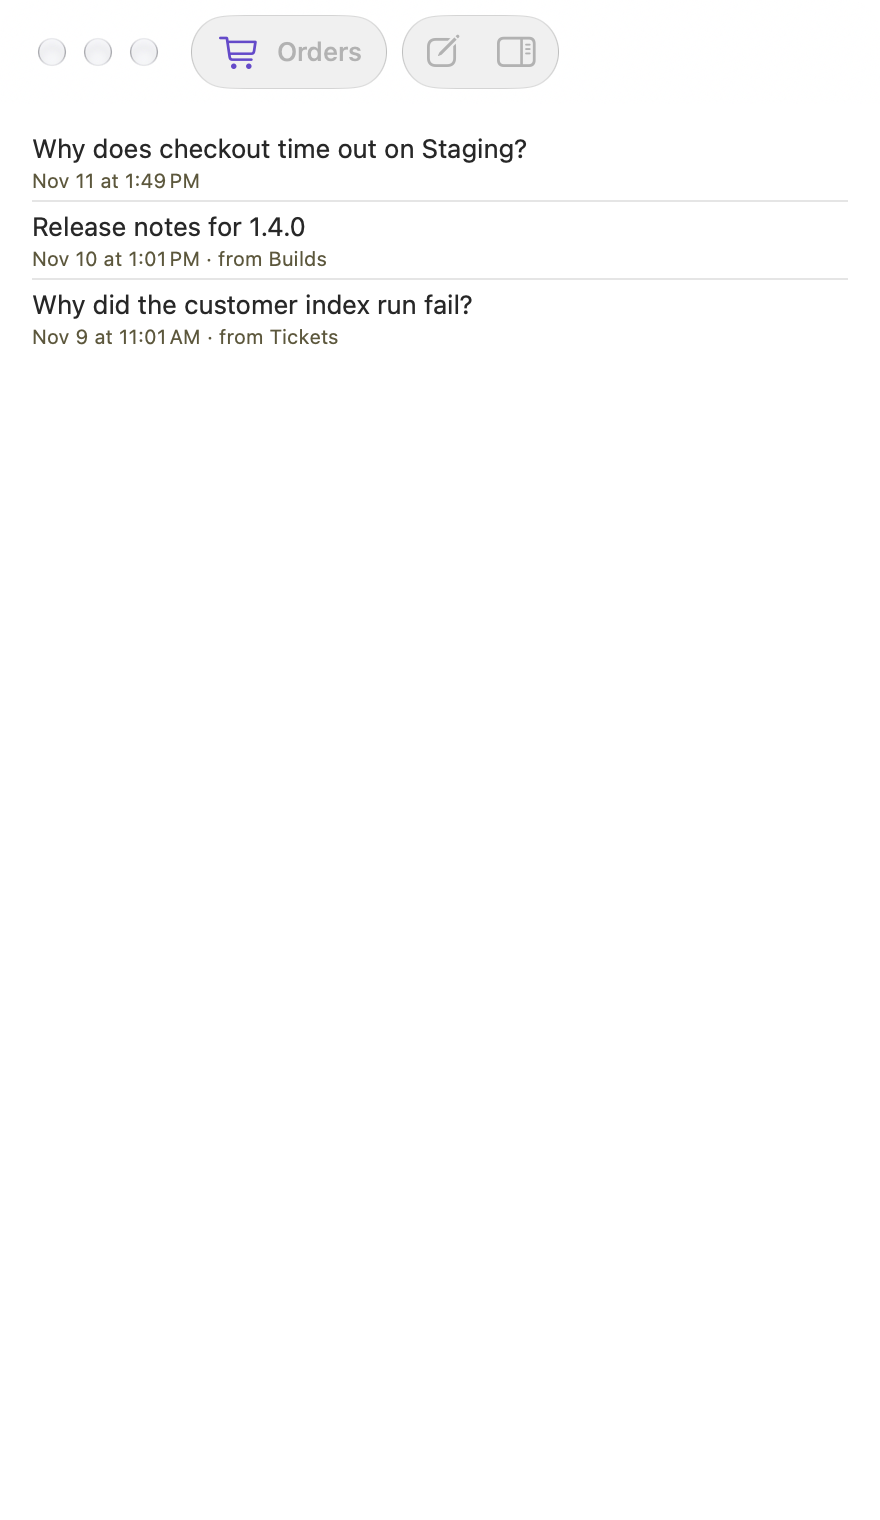 Orders
Why does checkout time out on Staging?
Nov 11 at 1:49 PM
Release notes for 1.4.0
Nov 10 at 1:01 PM · from Builds
Why did the customer index run fail?
Nov 9 at 11:01 AM · from Tickets